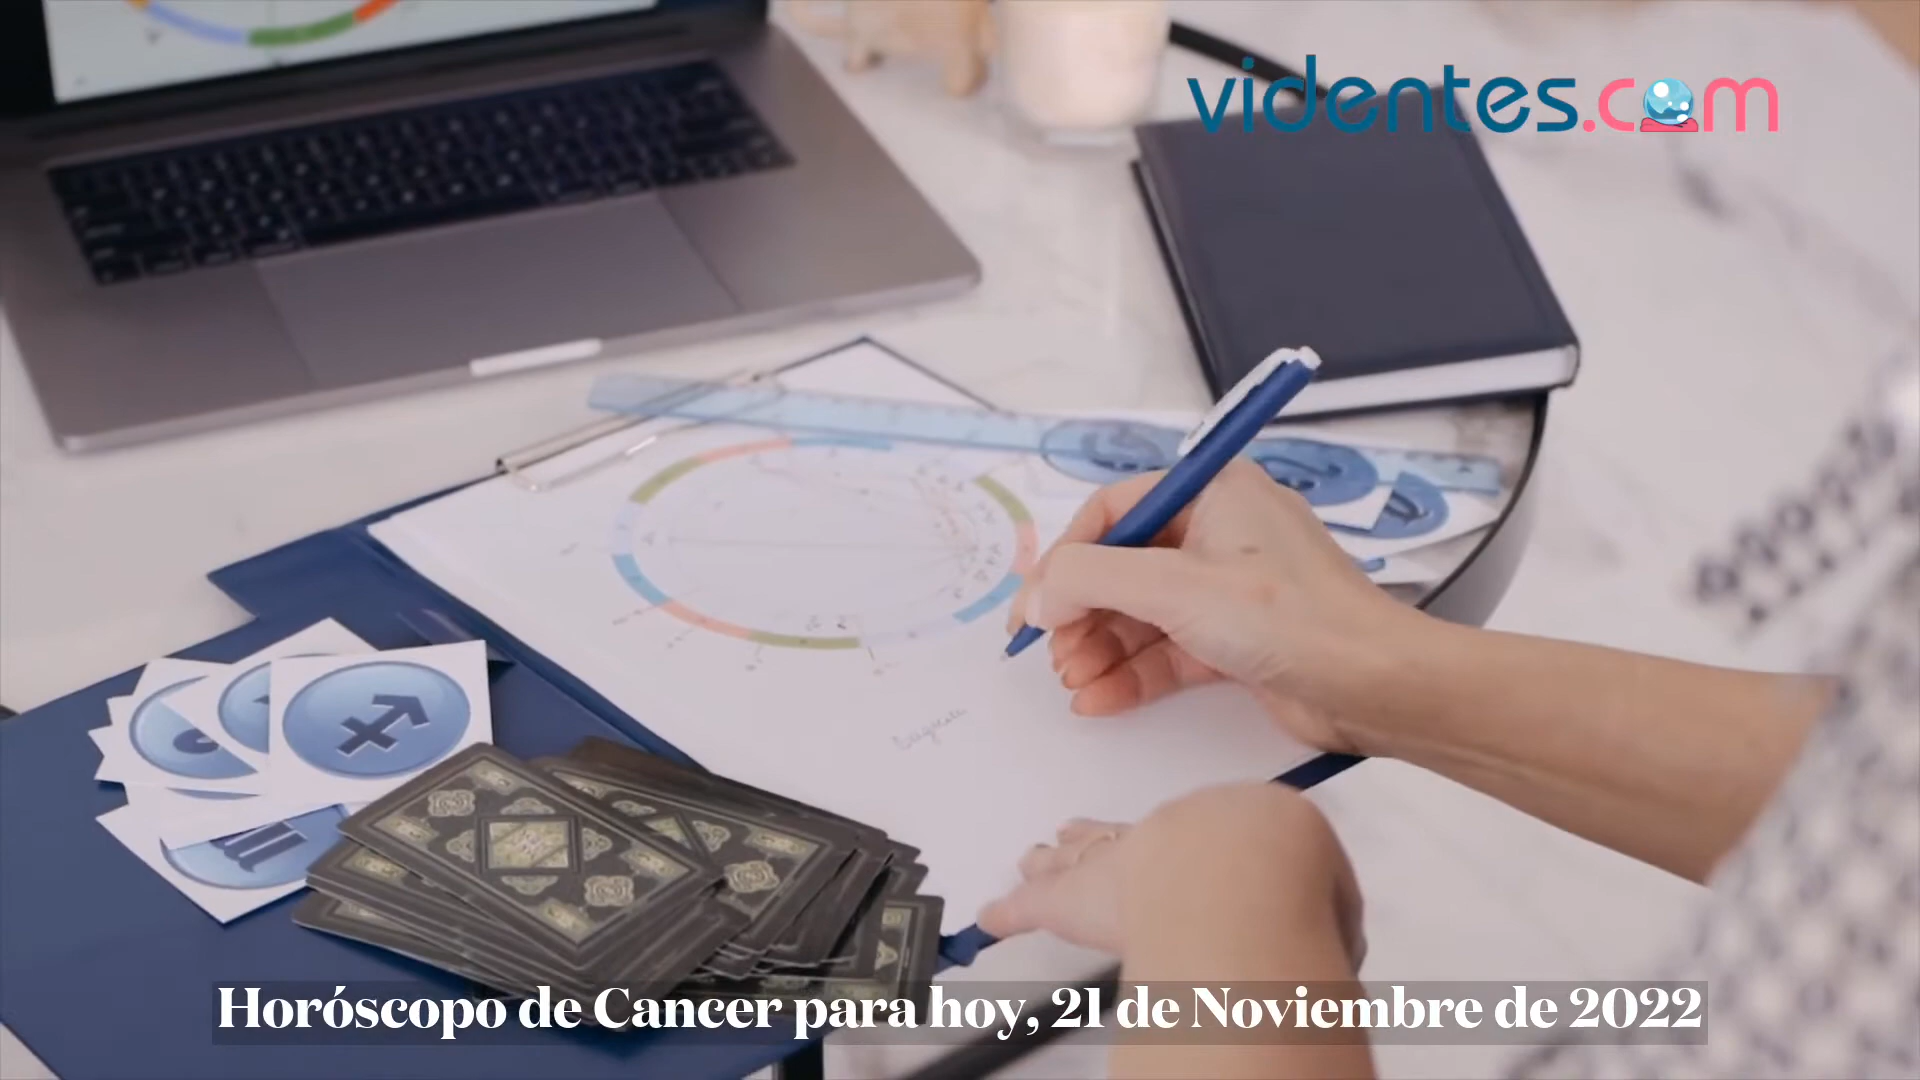 videntes.com
Horóscopo de Cancer para hoy, 21 de Noviembre de 2022